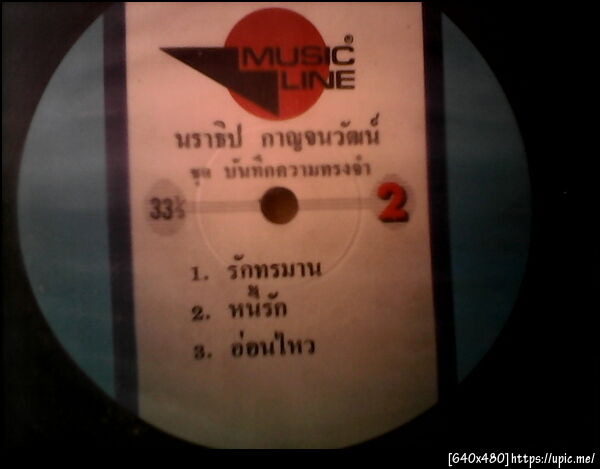 MUSIC®
LINE
นราธิป กาญจนวัฒน์
ชุด บันทึกความทรงจำ
33⅓
2
1. รักทรมาน
2. หนี้รัก
3. อ่อนไหว
[640x480]https://upic.me/